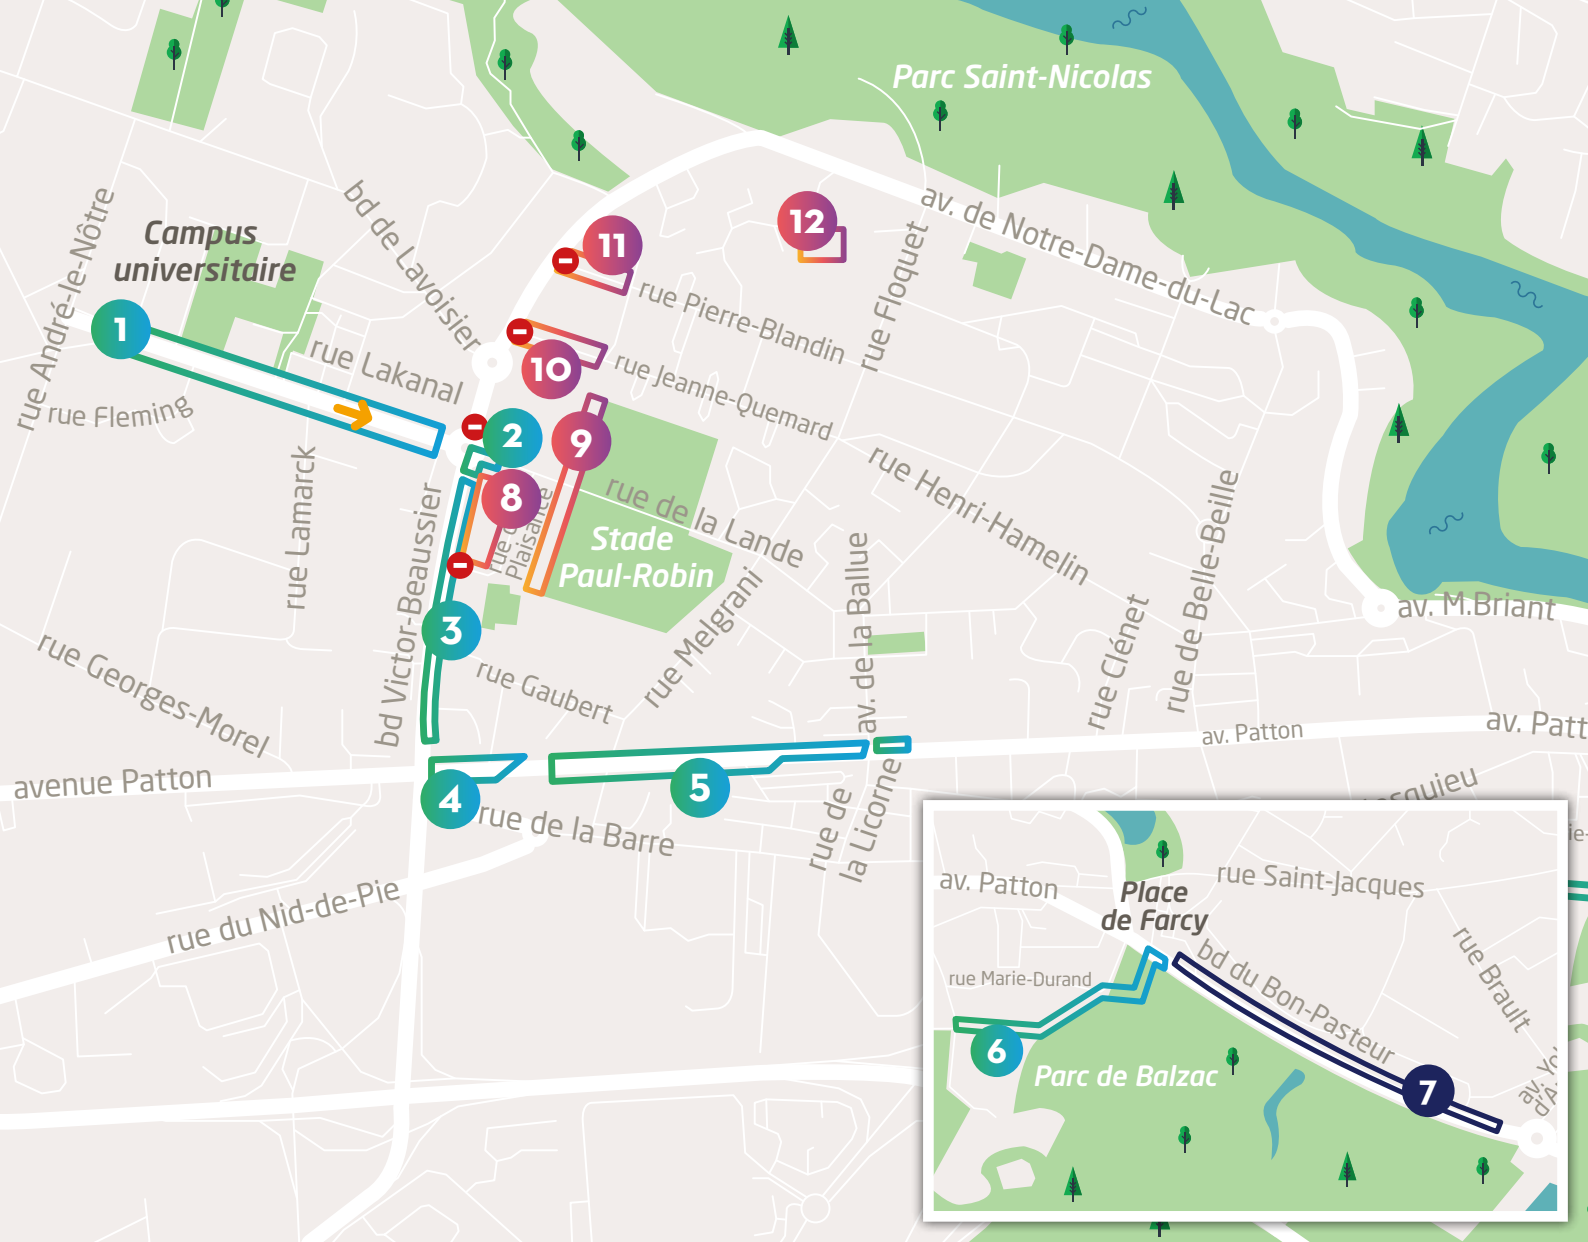 Parc Saint-Nicolas
av. de Notre-Dame-du-Lac
bd de Lavoisier
rue André-le-Nôtre
Campus
universitaire
12
11
rue Floquet
rue Pierre-Blandin
1
rue Lakanal
10
rue Jeanne-Quemard
rue Fleming
2
9
rue Henri-Hamelin
rue Lamarck
8
rue de la Lande
Plaisance
Stade
Paul-Robin
bd Victor-Beaussier
rue Melgrani
av. de la Ballue
rue Clénet
rue de Belle-Beille
av. M.Briant
3
rue Georges-Morel
rue Gaubert
av. Patton
av. Patt
avenue Patton
4
5
rue de la Barre
rue de
la Licorne
rue du Nid-de-Pie
av. Patton
Place
de Farcy
rue Saint-Jacques
rue Marie-Durand
bd du Bon-Pasteur
rue Brault
6
Parc de Balzac
7